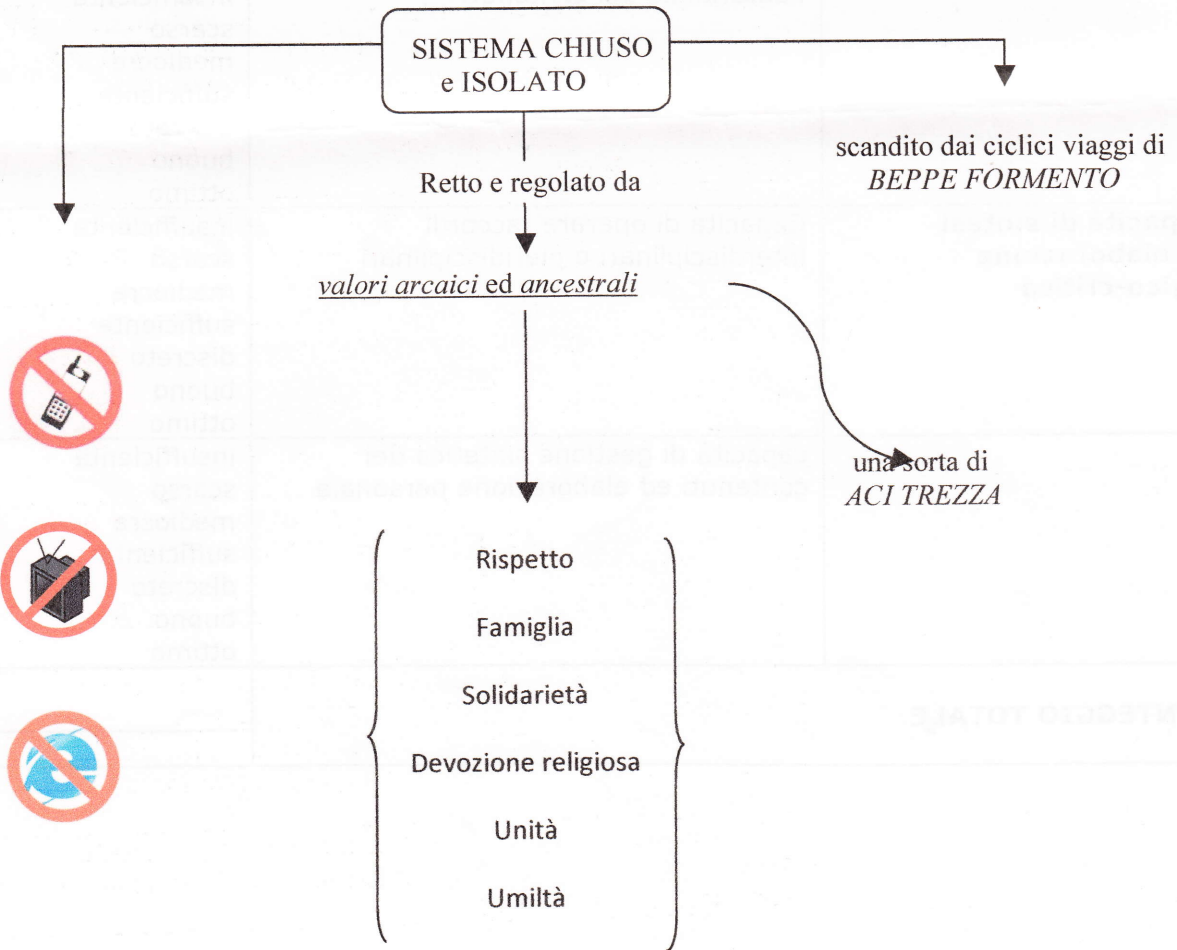 SISTEMA CHIUSO
e ISOLATO
scandito dai ciclici viaggi di
BEPPE FORMENTO
Retto e regolato da
valori arcaici ed ancestrali
una sorta di
ACI TREZZA
Rispetto
Famiglia
Solidarietà
Devozione religiosa
Unità
Umiltà